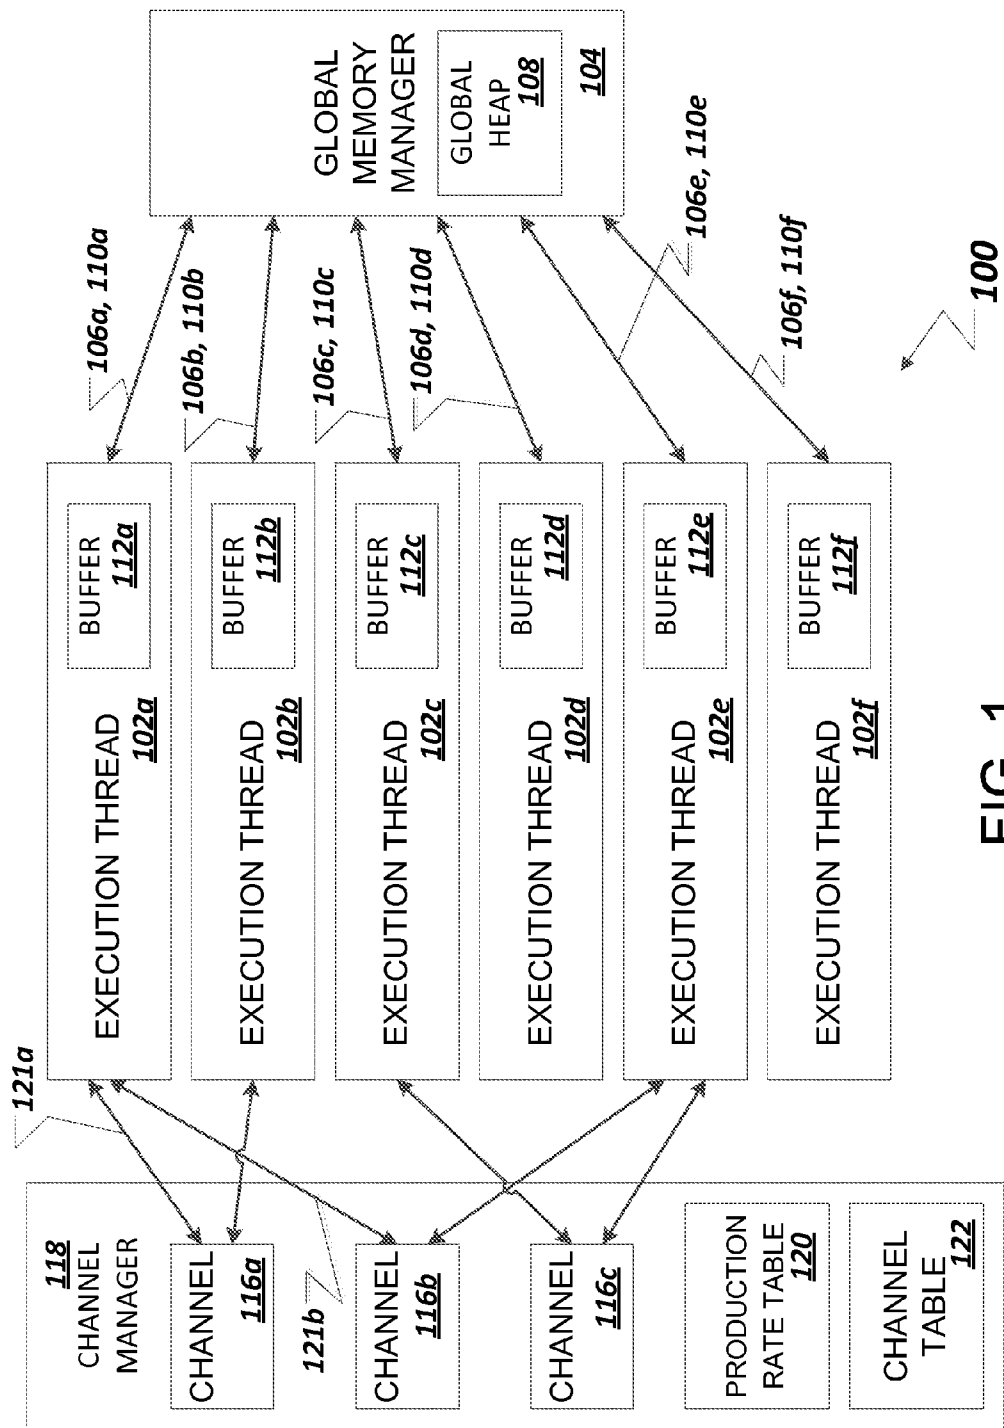 118
CHANNEL
MANAGER
CHANNEL
116a
CHANNEL
116b
CHANNEL
116c
PRODUCTION
RATE TABLE
120
CHANNEL
TABLE
122
121a
121b
EXECUTION THREAD
102a
BUFFER
112a
EXECUTION THREAD
102b
BUFFER
112b
EXECUTION THREAD
102c
BUFFER
112c
EXECUTION THREAD
102d
BUFFER
112d
EXECUTION THREAD
102e
BUFFER
112e
EXECUTION THREAD
102f
BUFFER
112f
106a, 110a
106b, 110b
106c, 110c
106d, 110d
106e, 110e
106f, 110f
GLOBAL
MEMORY
MANAGER
GLOBAL
HEAP
108
104
100
FIG. 1